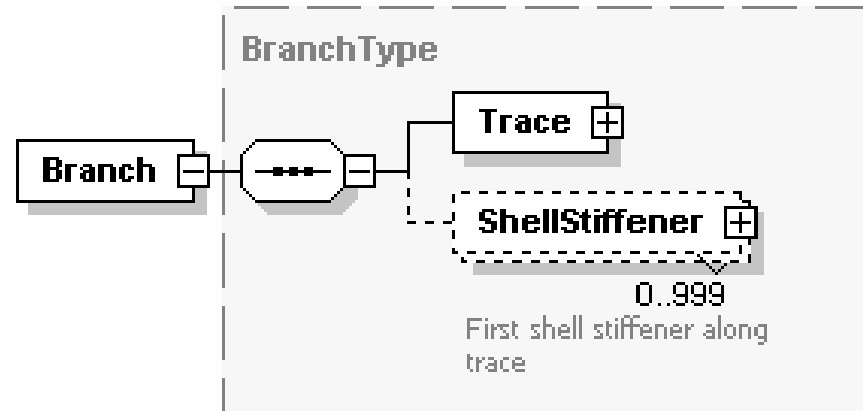 BranchType
Trace
Branch
ShellStiffener
0..999
First shell stiffener along
trace